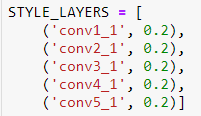 STYLE_LAYERS = [
    ('conv1_1', 0.2),
    ('conv2_1', 0.2),
    ('conv3_1', 0.2),
    ('conv4_1', 0.2),
    ('conv5_1', 0.2)]